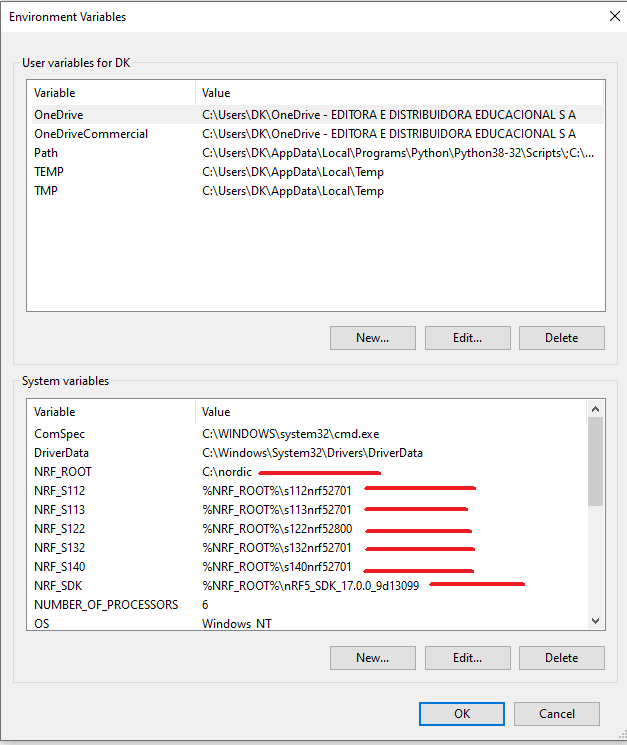 Environment Variables
User variables for DK
Variable Value
OneDrive C:\Users\DK\OneDrive - EDITORA E DISTRIBUIDORA EDUCACIONAL S A
OneDriveCommercial C:\Users\DK\OneDrive - EDITORA E DISTRIBUIDORA EDUCACIONAL S A
Path C:\Users\DK\AppData\Local\Programs\Python\Python38-32\Scripts\;C:\...
TEMP C:\Users\DK\AppData\Local\Temp
TMP C:\Users\DK\AppData\Local\Temp
New... Edit... Delete
System variables
Variable Value
ComSpec C:\WINDOWS\system32\cmd.exe
DriverData C:\Windows\System32\Drivers\DriverData
NRF_ROOT C:\nordic
NRF_S112 %NRF_ROOT%\s112nrf52701
NRF_S113 %NRF_ROOT%\s113nrf52701
NRF_S122 %NRF_ROOT%\s122nrf52800
NRF_S132 %NRF_ROOT%\s132nrf52701
NRF_S140 %NRF_ROOT%\s140nrf52701
NRF_SDK %NRF_ROOT%\nRF5_SDK_17.0.0_9d13099
NUMBER_OF_PROCESSORS 6
OS Windows_NT
New... Edit... Delete
OK Cancel